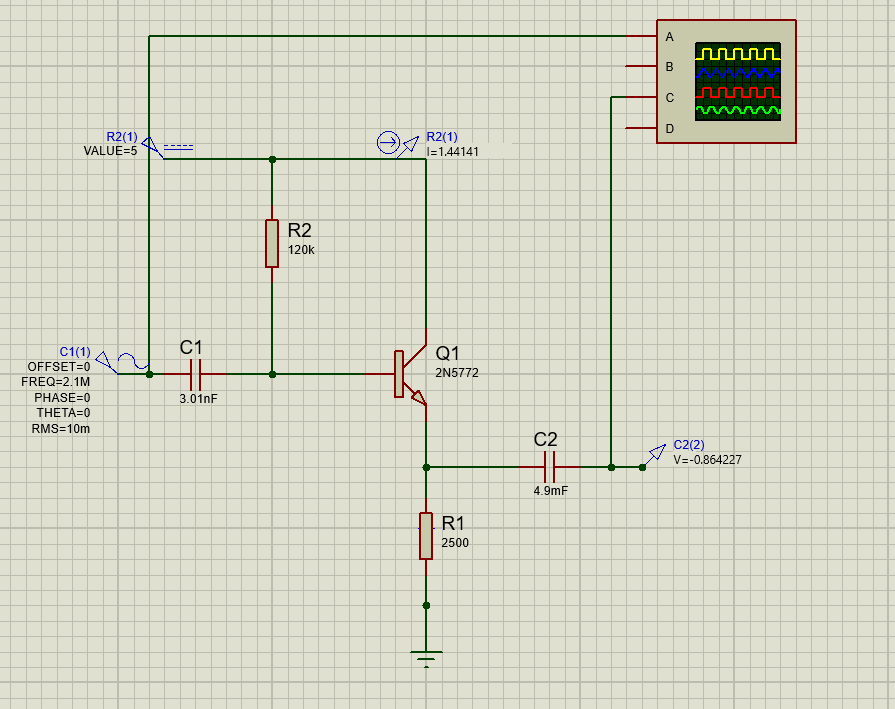 A
B
C
D
R2(1)
VALUE=5
R2(1)
I=1.44141
R2
120k
C1(1)
OFFSET=0
FREQ=2.1M
PHASE=0
THETA=0
RMS=10m
C1
3.01nF
Q1
2N5772
C2
4.9mF
C2(2)
V=-0.864227
R1
2500